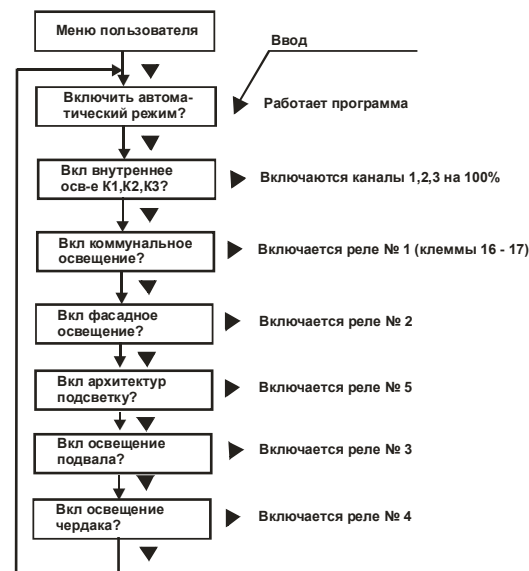 Меню пользователя
Ввод
Включить автома-
тический режим?
Работает программа
Вкл внутреннее
осв-е К1,К2,К3?
Включаются каналы 1,2,3 на 100%
Вкл коммунальное
освещение?
Включается реле № 1 (клеммы 16 - 17)
Вкл фасадное
освещение?
Включается реле № 2
Вкл архитектур
подсветку?
Включается реле № 5
Вкл освещение
подвала?
Включается реле № 3
Вкл освещение
чердака?
Включается реле № 4